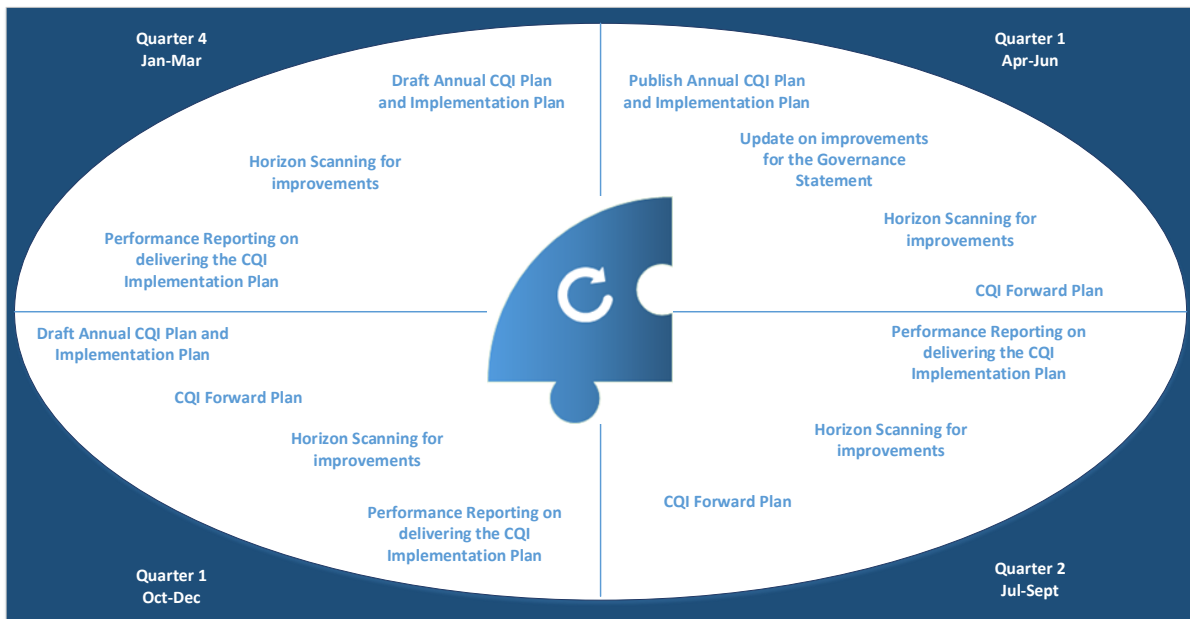 Quarter 4
Jan-Mar
Draft Annual CQI Plan
and Implementation Plan
Horizon Scanning for
improvements
Performance Reporting on
delivering the CQI
Implementation Plan
Quarter 1
Apr-Jun
Publish Annual CQI Plan
and Implementation Plan
Update on improvements
for the Governance
Statement
Horizon Scanning for
improvements
CQI Forward Plan
Draft Annual CQI Plan and
Implementation Plan
CQI Forward Plan
Horizon Scanning for
improvements
Performance Reporting on
delivering the CQI
Implementation Plan
Quarter 1
Oct-Dec
Performance Reporting on
delivering the CQI
Implementation Plan
Horizon Scanning for
improvements
CQI Forward Plan
Quarter 2
Jul-Sept